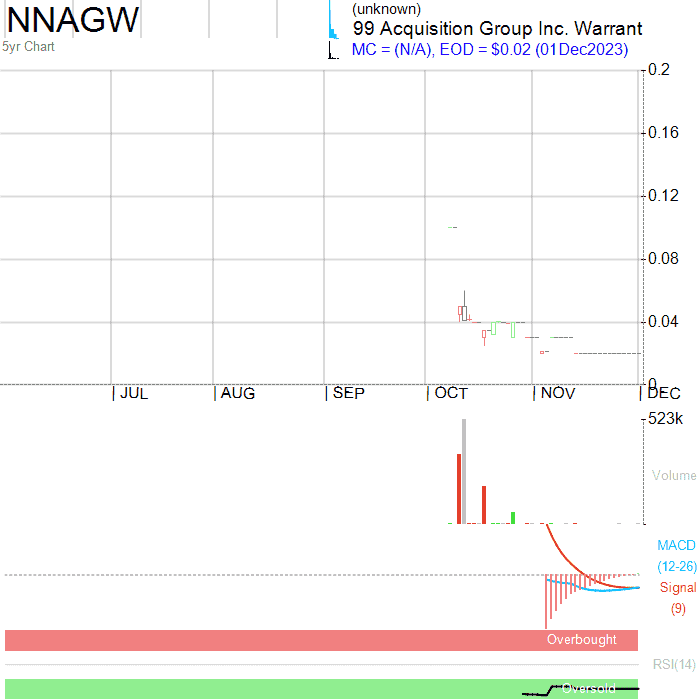 NNAGW
(unknown)
99 Acquisition Group Inc. Warrant
5yr Chart
MC = (N/A), EOD = $0.02 (01Dec2023)
0.2
0.16
0.12
0.08
0.04
0
JUL AUG SEP OCT NOV DEC
523k
Volume
MACD
(12-26)
Signal
(9)
Overbought
RSI(14)
Oversold